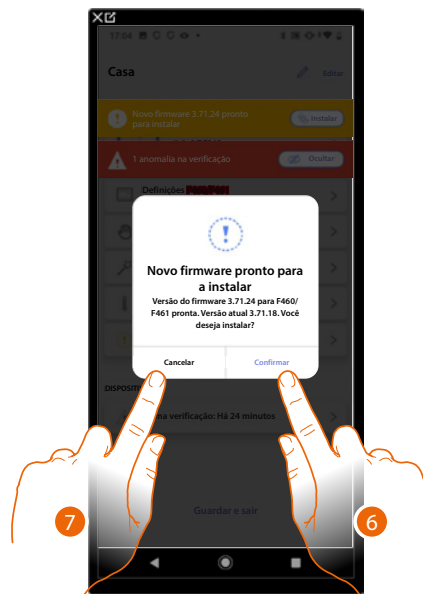 17:04
Casa
Editar
Novo firmware 3.71.24 pronto
para instalar
Instalar
1 anomalia na verificação
Ocultar
Definições
Novo firmware pronto para
a instalar
Versão do firmware 3.71.24 para F460/
F461 pronta. Versão atual 3.71.18. Você
deseja instalar?
Cancelar
Confirmar
na verificação: Há 24 minutos
Guardar e sair
7
6